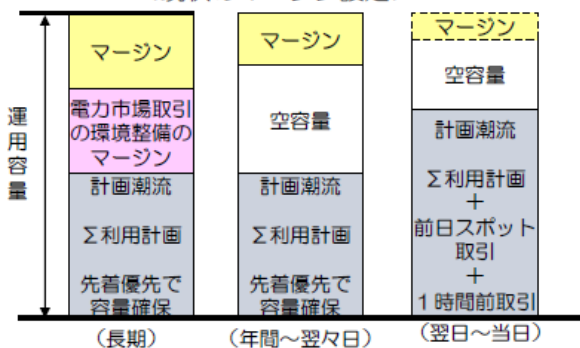 運用容量
マージン
電力市場取引
の環境整備の
マージン
計画潮流
Σ利用計画
先着優先で
容量確保
（長期）
マージン
空容量
計画潮流
Σ利用計画
先着優先で
容量確保
（年間～翌々日）
マージン
空容量
計画潮流
Σ利用計画
＋
前日スポット
取引
＋
１時間前取引
（翌日～当日）